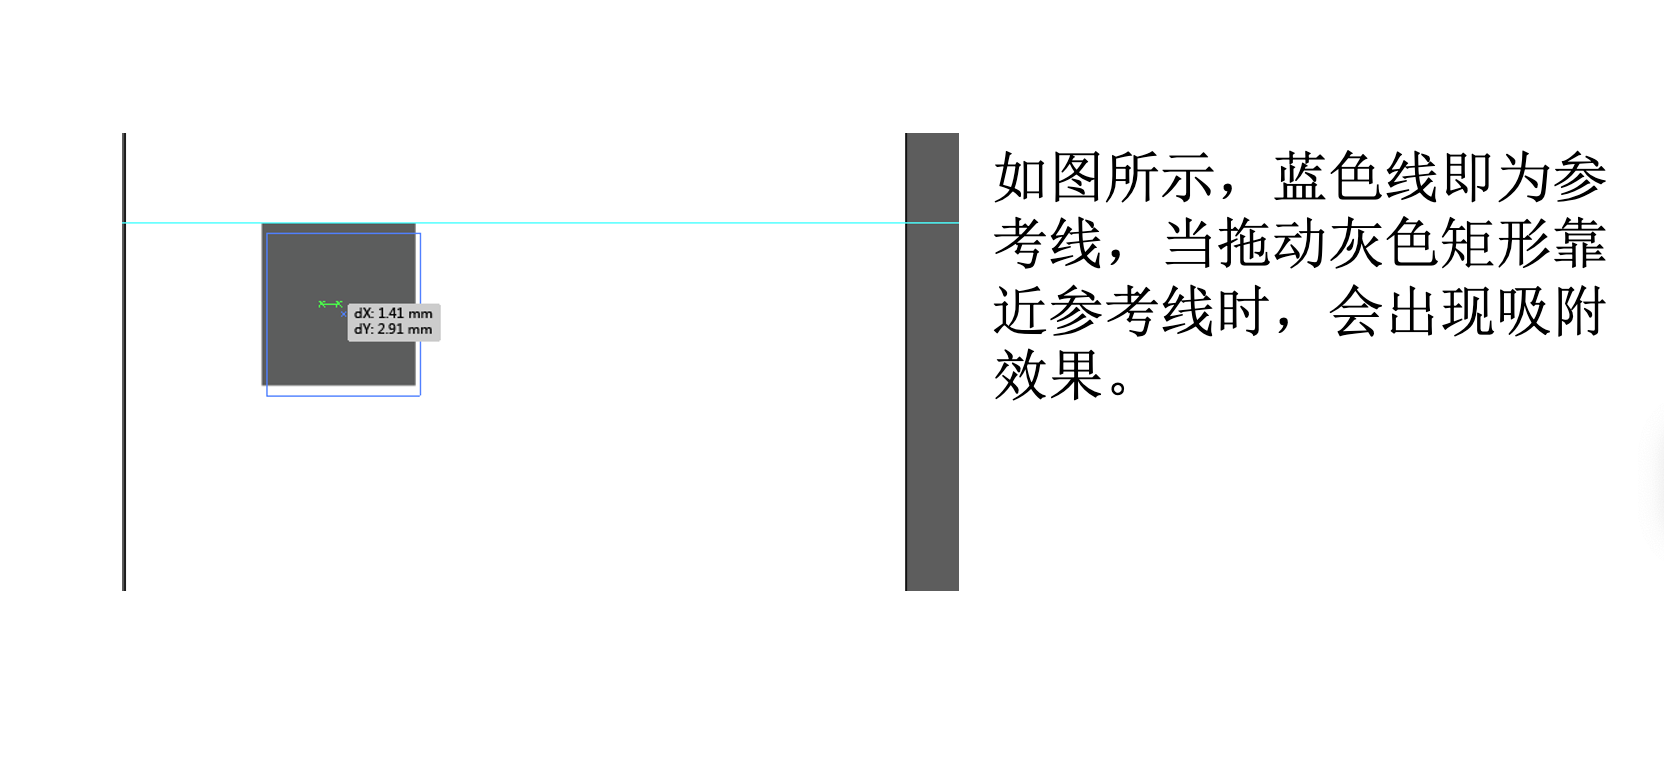 dX: 1.41 mm
dY: 2.91 mm
如图所示，蓝色线即为参
考线，当拖动灰色矩形靠
近参考线时，会出现吸附
效果。